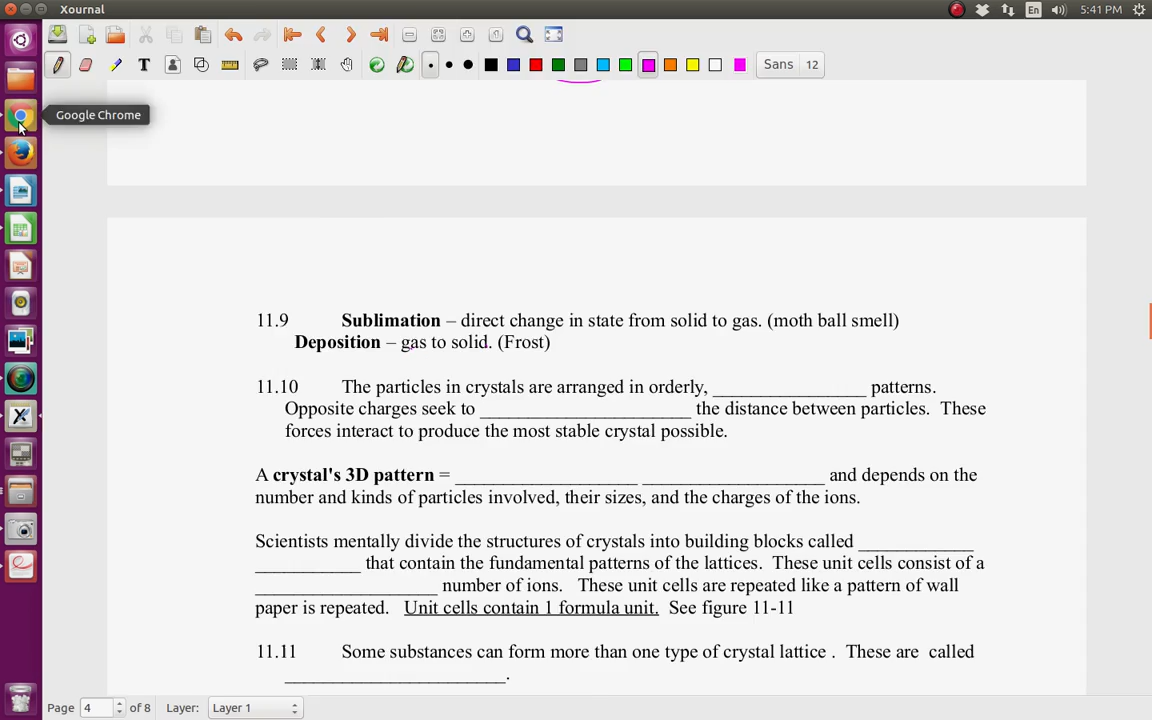 Xournal
En
5:41 PM
T
Sans 12
Google Chrome
11.9 Sublimation – direct change in state from solid to gas. (moth ball smell)
Deposition – gas to solid. (Frost)
11.10 The particles in crystals are arranged in orderly, ________________ patterns.
Opposite charges seek to ______________________ the distance between particles. These
forces interact to produce the most stable crystal possible.
A crystal's 3D pattern = ___________________ ___________________ and depends on the
number and kinds of particles involved, their sizes, and the charges of the ions.
Scientists mentally divide the structures of crystals into building blocks called ____________
___________ that contain the fundamental patterns of the lattices. These unit cells consist of a
___________________ number of ions. These unit cells are repeated like a pattern of wall
paper is repeated. Unit cells contain 1 formula unit. See figure 11-11
11.11 Some substances can form more than one type of crystal lattice . These are called
_______________________.
Page 4 of 8 Layer: Layer 1